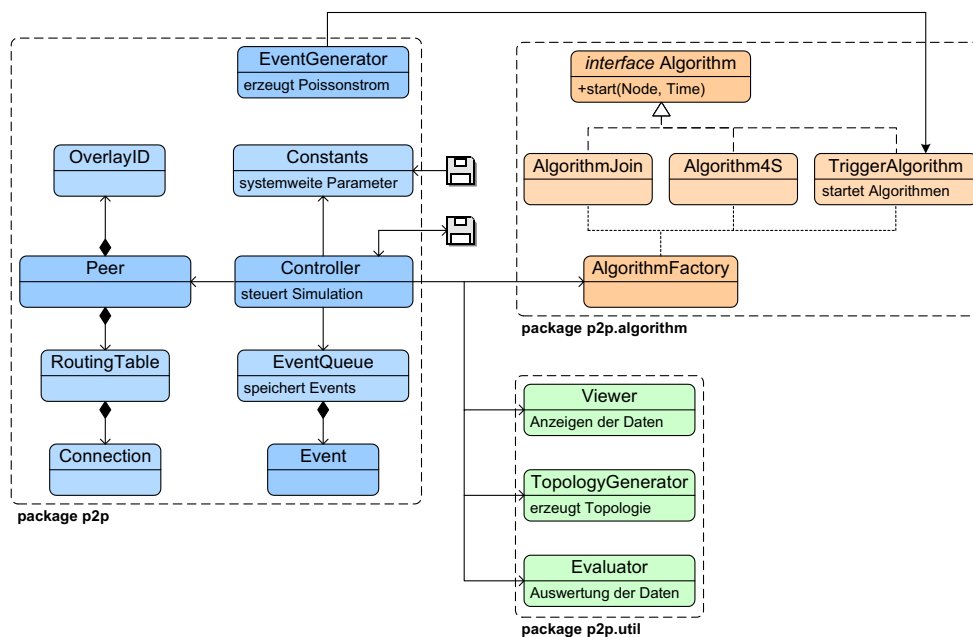 EventGenerator
erzeugt Poissonstrom
OverlayID
Constants
systemweite Parameter
Peer
Controller
steuert Simulation
RoutingTable
EventQueue
speichert Events
Connection
Event
package p2p
interface Algorithm
+start(Node, Time)
AlgorithmJoin
Algorithm4S
TriggerAlgorithm
startet Algorithmen
AlgorithmFactory
package p2p.algorithm
Viewer
Anzeigen der Daten
TopologyGenerator
erzeugt Topologie
Evaluator
Auswertung der Daten
package p2p.util